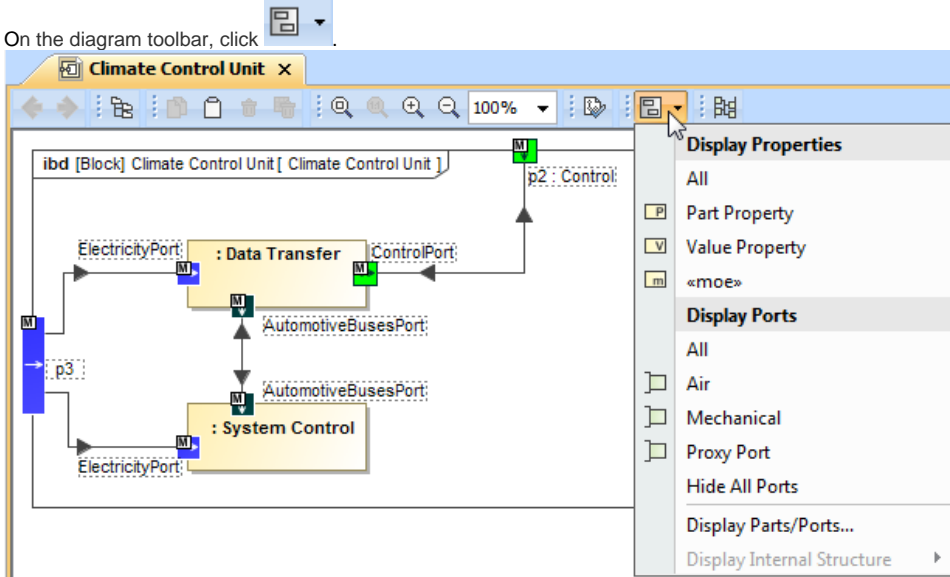 On the diagram toolbar, click .
Climate Control Unit
100%
ibd [Block] Climate Control Unit [ Climate Control Unit ]
M
p2 : Control
ElectricityPort
: Data Transfer
ControlPort
M
M
M
AutomotiveBusesPort
M
p3 :
AutomotiveBusesPort
M
: System Control
M
ElectricityPort
Display Properties
All
P Part Property
V Value Property
m «moe»
Display Ports
All
Air
Mechanical
Proxy Port
Hide All Ports
Display Parts/Ports...
Display Internal Structure